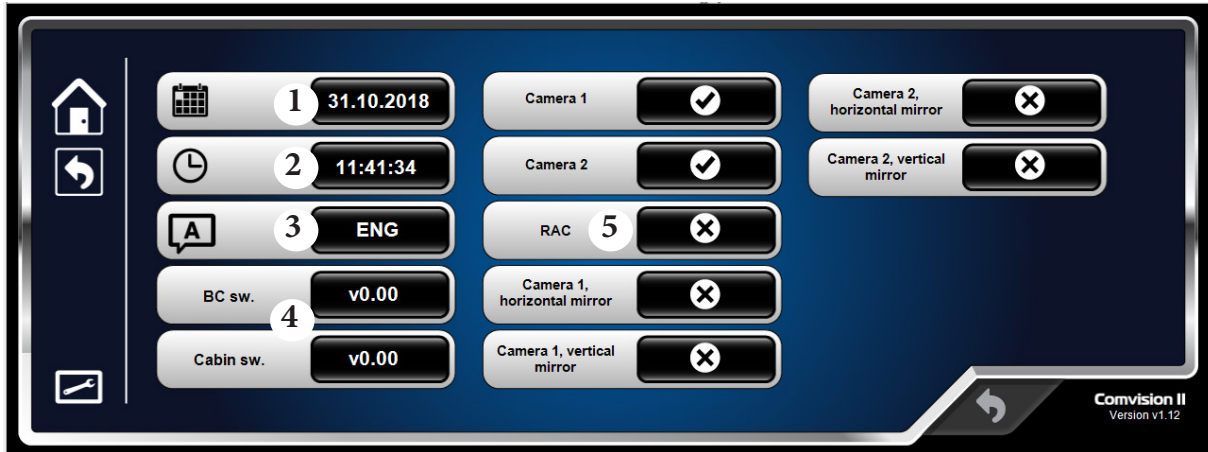 1
31.10.2018
2
11:41:34
A
3
ENG
BC sw.
v0.00
4
Cabin sw.
v0.00
Camera 1
Camera 2
RAC
5
Camera 1,
horizontal mirror
Camera 1, vertical
mirror
Camera 2,
horizontal mirror
Camera 2, vertical
mirror
Comvision II
Version v1.12